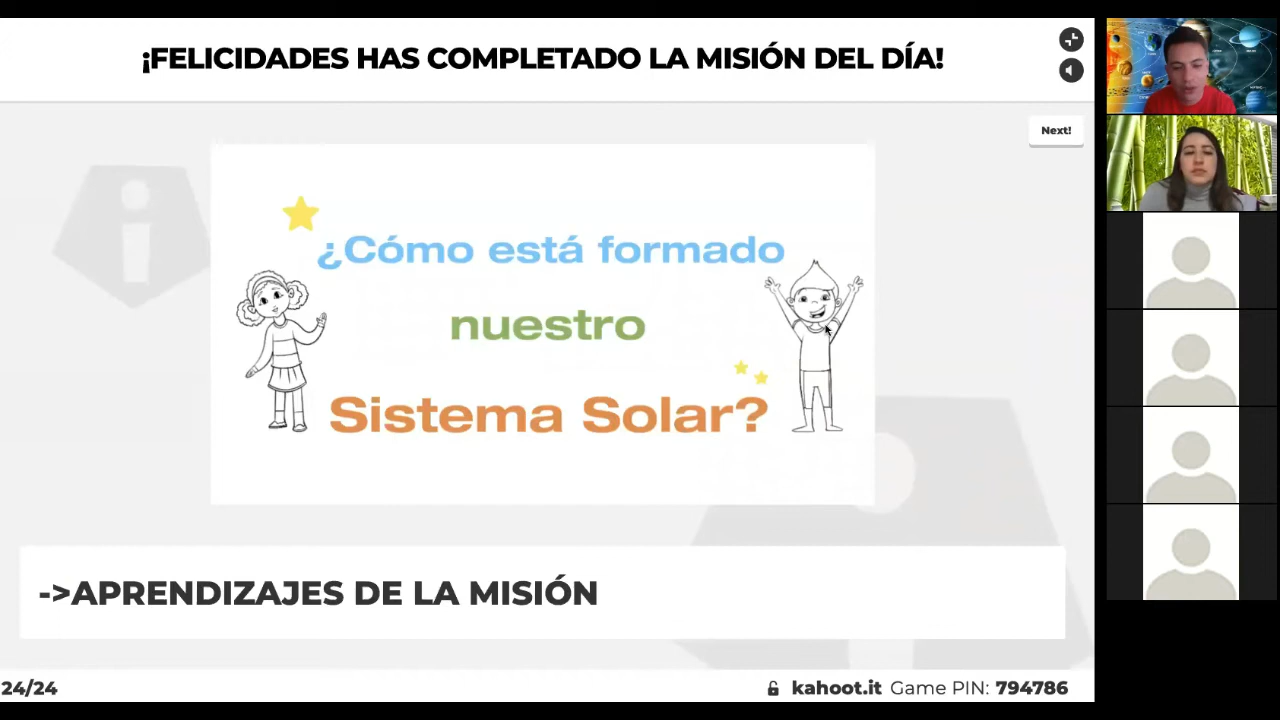 ¡FELICIDADES HAS COMPLETADO LA MISIÓN DEL DÍA!
Next!
¿Cómo está formado
nuestro
Sistema Solar?
->APRENDIZAJES DE LA MISIÓN
24/24
kahoot.it Game PIN: 794786